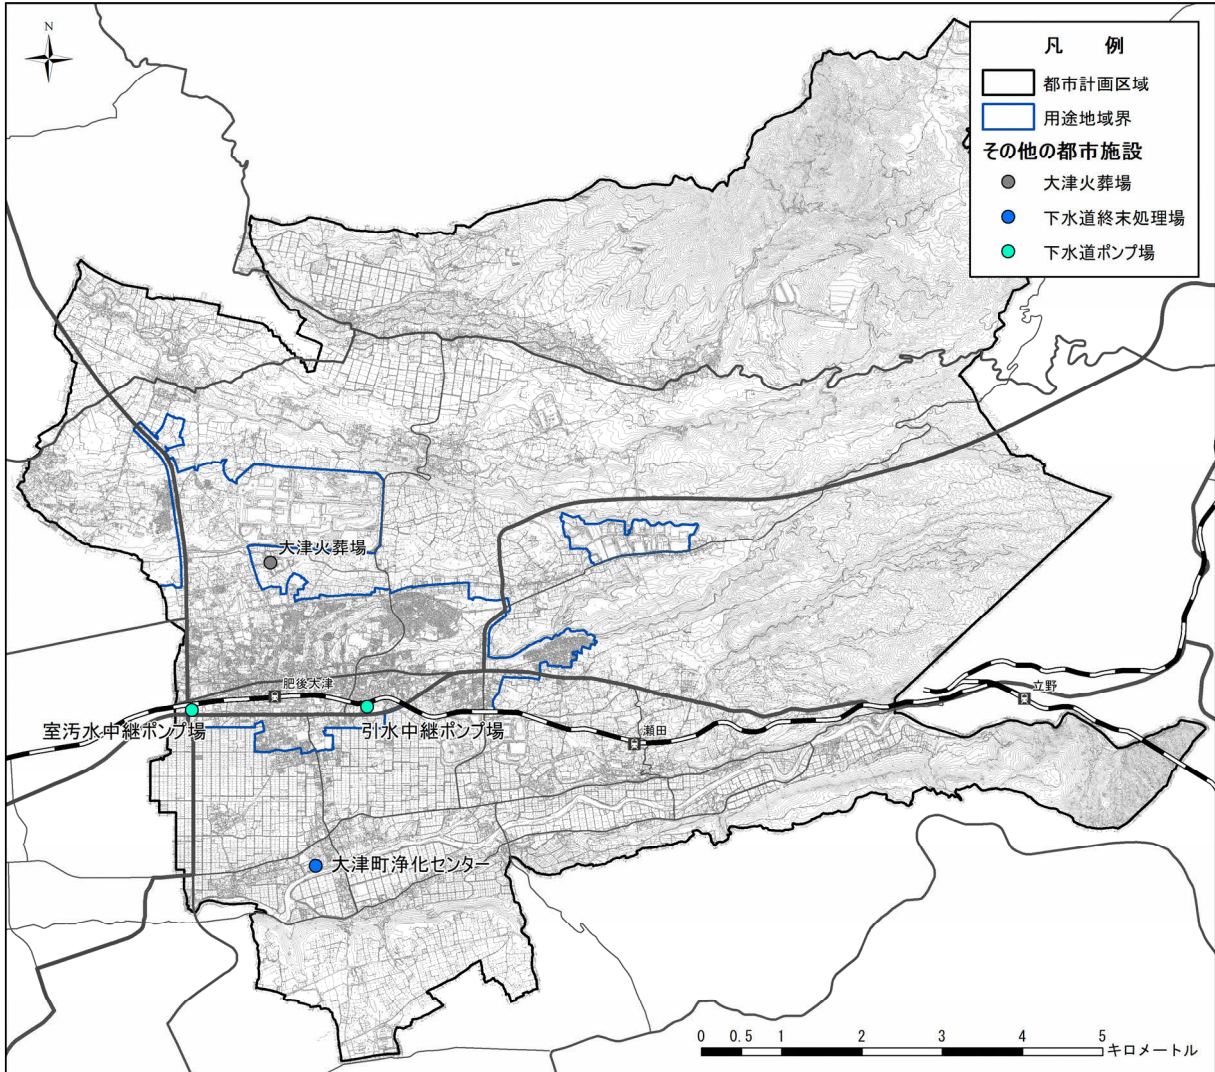 N
凡 例
都市計画区域
用途地域界
その他の都市施設
大津火葬場
下水道終末処理場
下水道ポンプ場
大津火葬場
肥後大津
立野
室汚水中継ポンプ場
引水中継ポンプ場
瀬田
大津町浄化センター
0 0.5 1 2 3 4 5
キロメートル